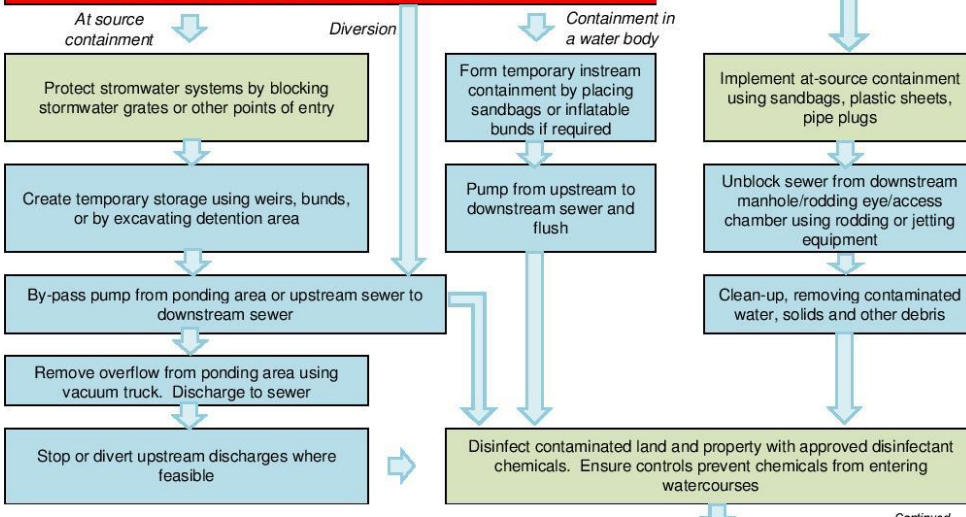 At source
containment
Diversion
Containment in
a water body
Protect stromwater systems by blocking
stormwater grates or other points of entry
Form temporary instream
containment by placing
sandbags or inflatable
bunds if required
Implement at-source containment
using sandbags, plastic sheets,
pipe plugs
Create temporary storage using weirs, bunds,
or by excavating detention area
Pump from upstream to
downstream sewer and
flush
Unblock sewer from downstream
manhole/rodding eye/access
chamber using rodding or jetting
equipment
By-pass pump from ponding area or upstream sewer to
downstream sewer
Clean-up, removing contaminated
water, solids and other debris
Remove overflow from ponding area using
vacuum truck. Discharge to sewer
Stop or divert upstream discharges where
feasible
Disinfect contaminated land and property with approved disinfectant
chemicals. Ensure controls prevent chemicals from entering
watercourses
Continued